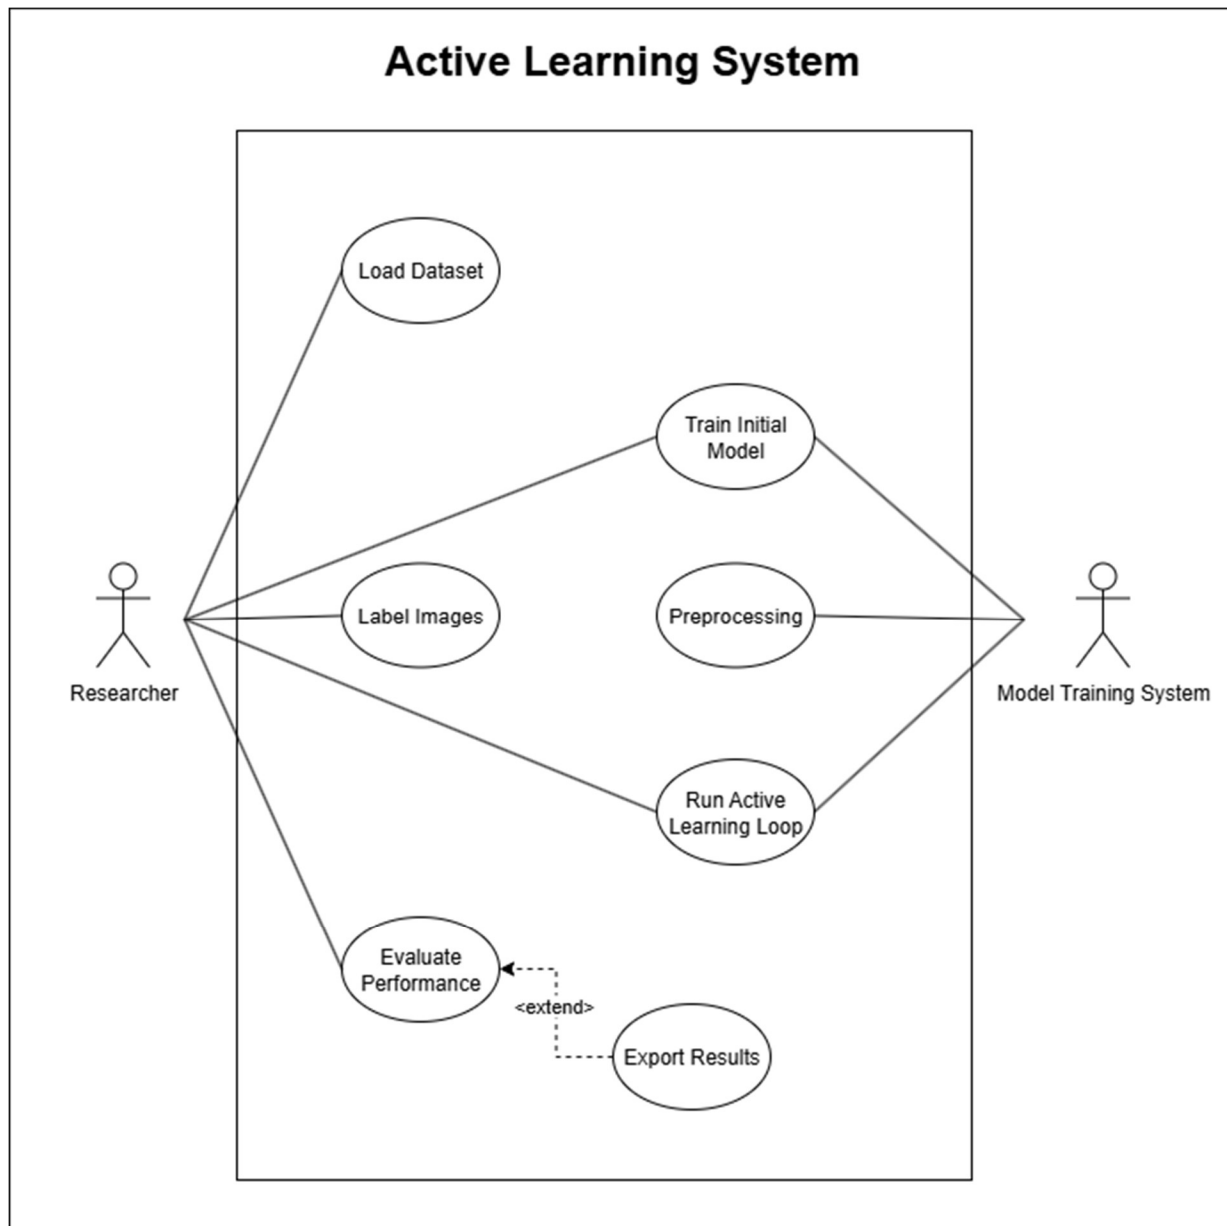 Active Learning System
Load Dataset
Train Initial
Model
Label Images
Preprocessing
Researcher
Model Training System
Run Active
Learning Loop
Evaluate
Performance
<extend>
Export Results